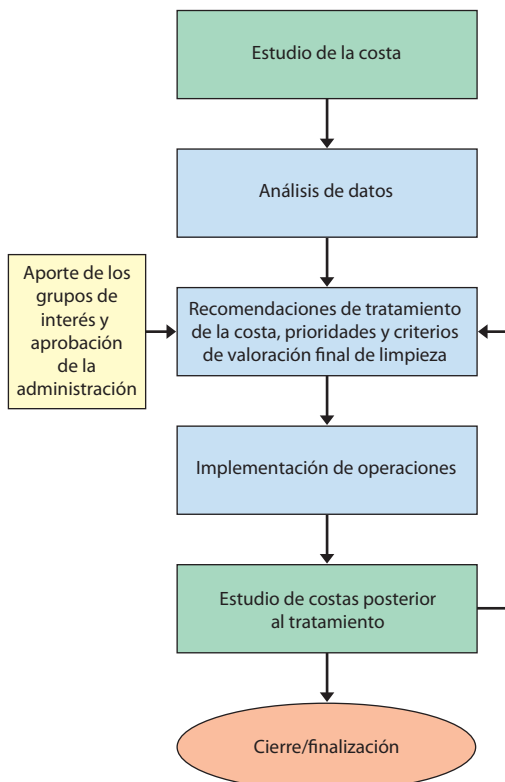 Estudio de la costa
Análisis de datos
Aporte de los
grupos de
interés y
aprobación
de la
administración
Recomendaciones de tratamiento
de la costa, prioridades y criterios
de valoración final de limpieza
Implementación de operaciones
Estudio de costas posterior
al tratamiento
Cierre/finalización